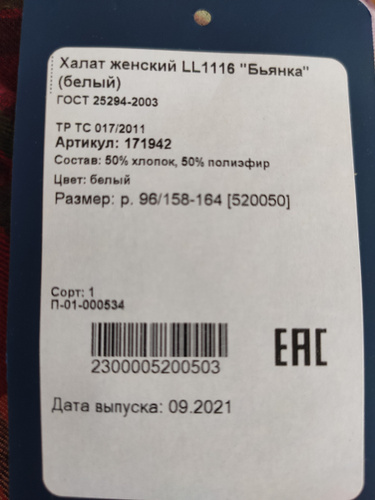 Халат женский LL1116 "Бьянка"
(белый)
ГОСТ 25294-2003
ТР ТС 017/2011
Артикул: 171942
Состав: 50% хлопок, 50% полиэфир
Цвет: белый
Размер: р. 96/158-164 [520050]
Сорт: 1
П-01-000534
2300005200503
EAC
Дата выпуска: 09.2021